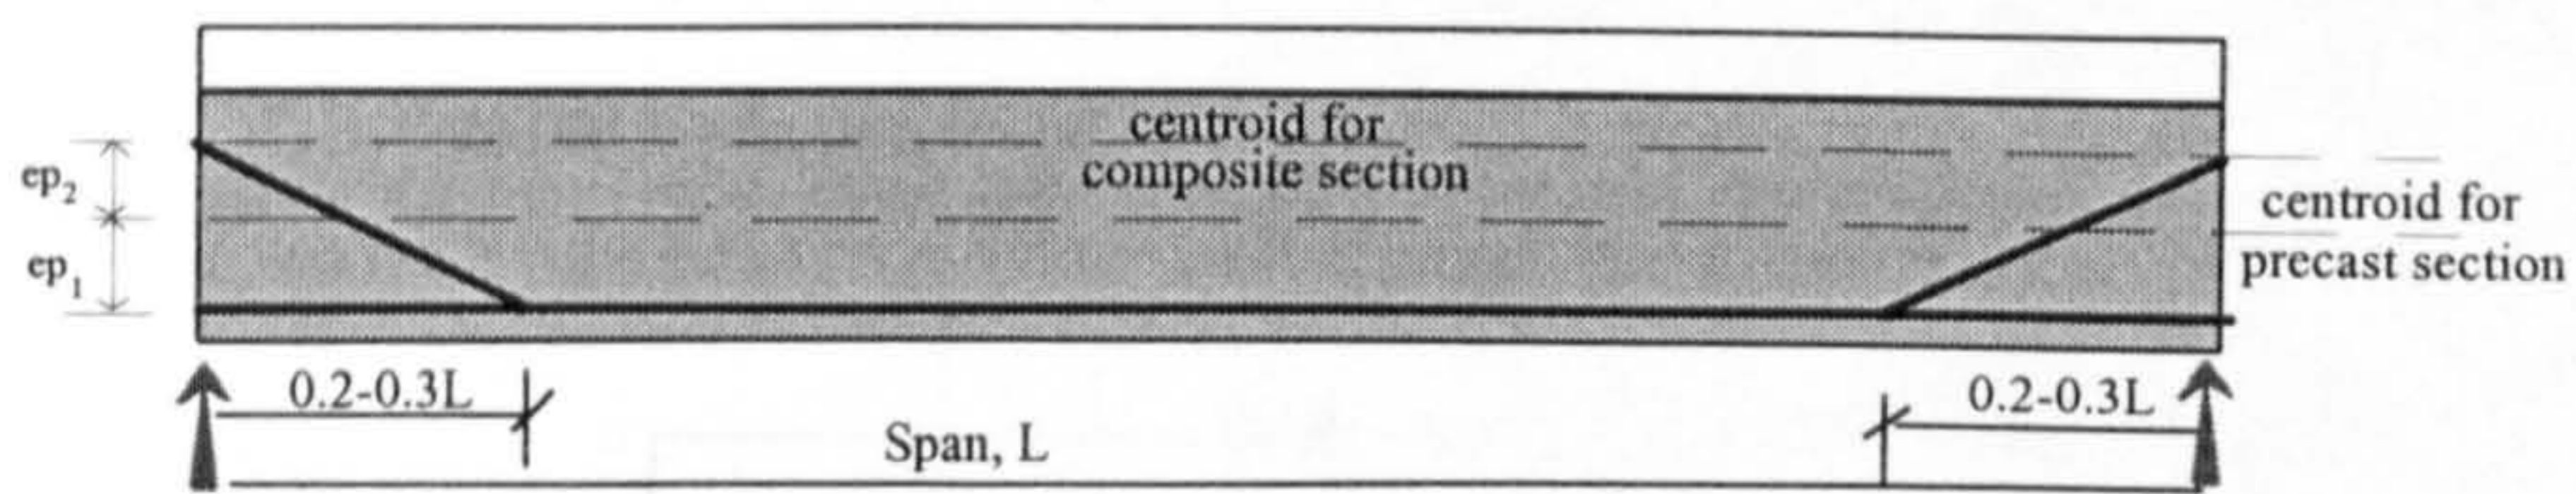 centroid for
composite section
ep₂
centroid for
precast section
ep₁
0.2-0.3L
0.2-0.3L
Span, L